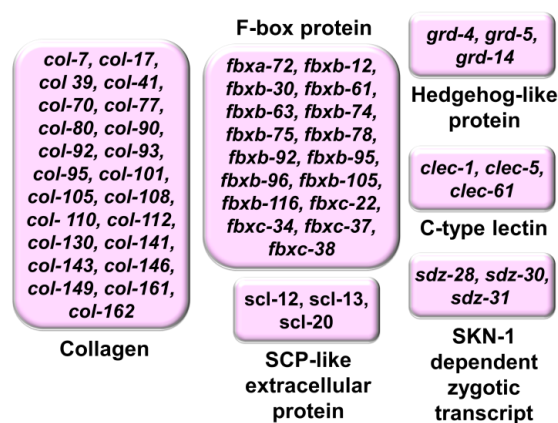 col-7, col-17,
col 39, col-41,
col-70, col-77,
col-80, col-90,
col-92, col-93,
col-95, col-101,
col-105, col-108,
col- 110, col-112,
col-130, col-141,
col-143, col-146,
col-149, col-161,
col-162
Collagen
F-box protein
fbxa-72, fbxb-12,
fbxb-30, fbxb-61,
fbxb-63, fbxb-74,
fbxb-75, fbxb-78,
fbxb-92, fbxb-95,
fbxb-96, fbxb-105,
fbxb-116, fbxc-22,
fbxc-34, fbxc-37,
fbxc-38
scl-12, scl-13,
scl-20
SCP-like
extracellular
protein
grd-4, grd-5,
grd-14
Hedgehog-like
protein
clec-1, clec-5,
clec-61
C-type lectin
sdz-28, sdz-30,
sdz-31
SKN-1
dependent
zygotic
transcript